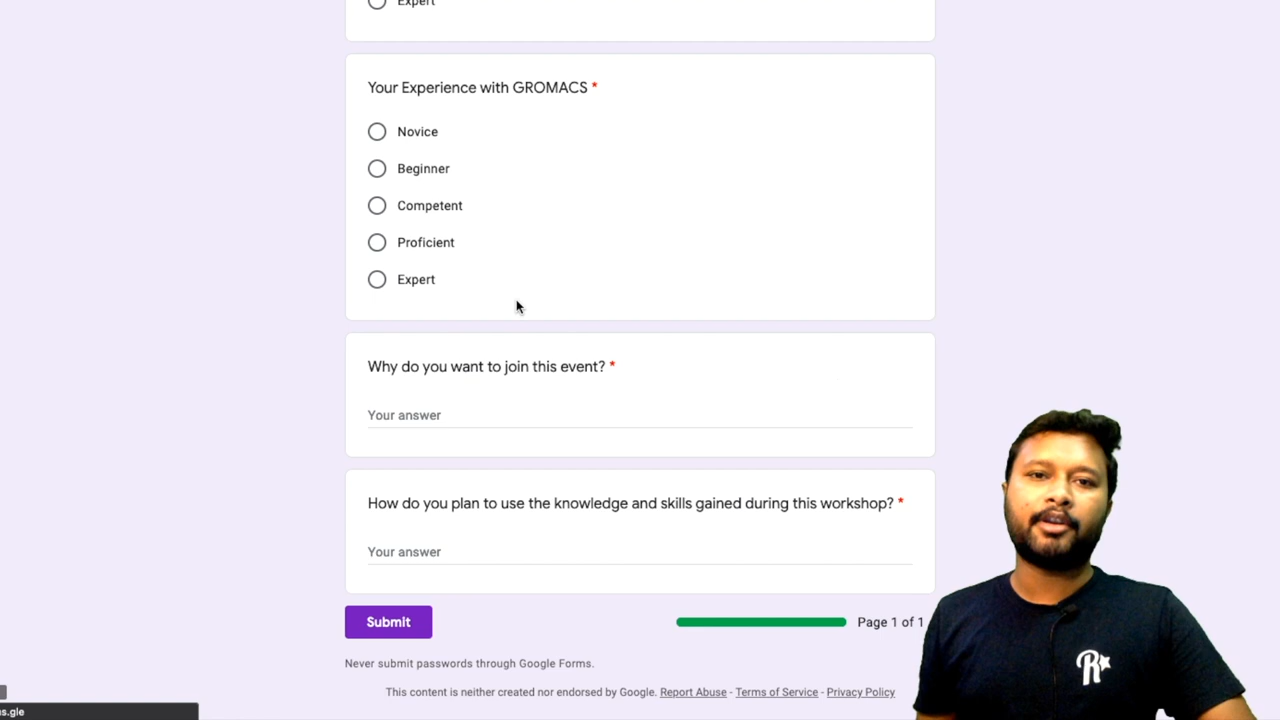 Expert
Your Experience with GROMACS *
Novice
Beginner
Competent
Proficient
Expert
Why do you want to join this event? *
Your answer
How do you plan to use the knowledge and skills gained during this workshop? *
Your answer
Submit
Page 1 of 1
Never submit passwords through Google Forms.
This content is neither created nor endorsed by Google. Report Abuse - Terms of Service - Privacy Policy
s.gle
R